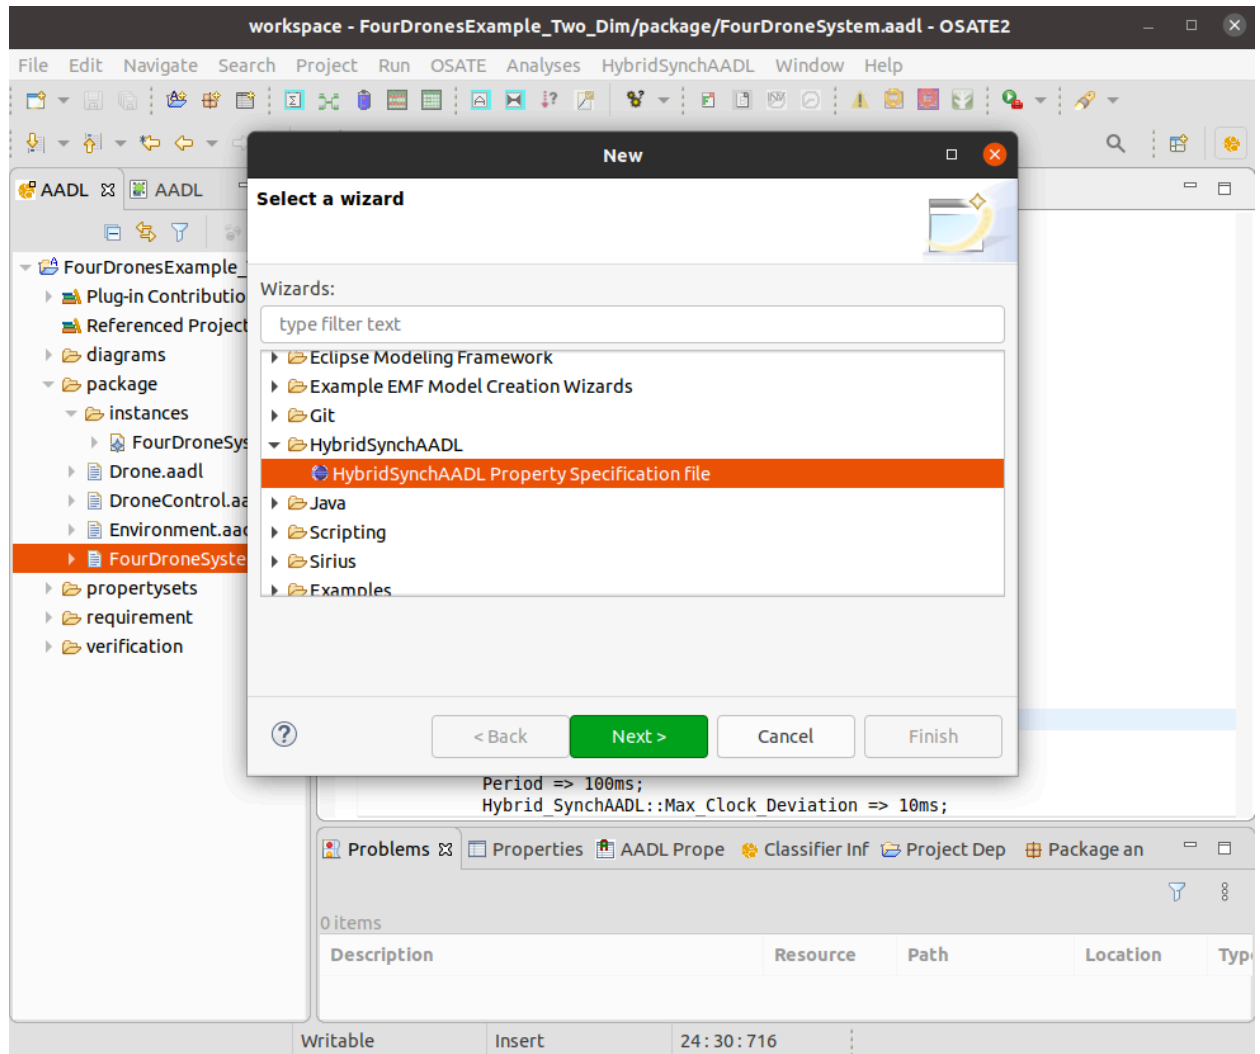 workspace - FourDronesExample_Two_Dim/package/FourDroneSystem.aadl - OSATE2
File Edit Navigate Search Project Run OSATE Analyses HybridSynchAADL Window Help
AADL AADL
New
Select a wizard
Wizards:
type filter text
Eclipse Modeling Framework
Example EMF Model Creation Wizards
Git
HybridSynchAADL
HybridSynchAADL Property Specification file
Java
Scripting
Sirius
Examples
< Back Next > Cancel Finish
FourDronesExample_
Plug-in Contributio
Referenced Project
diagrams
package
instances
FourDroneSys
Drone.aadl
DroneControl.aa
Environment.aad
FourDroneSyste
propertysets
requirement
verification
Period => 100ms;
Hybrid_SynchAADL::Max_Clock_Deviation => 10ms;
Problems Properties AADL Prope Classifier Inf Project Dep Package an
0 items
Description Resource Path Location Typ
Writable Insert 24 : 30 : 716